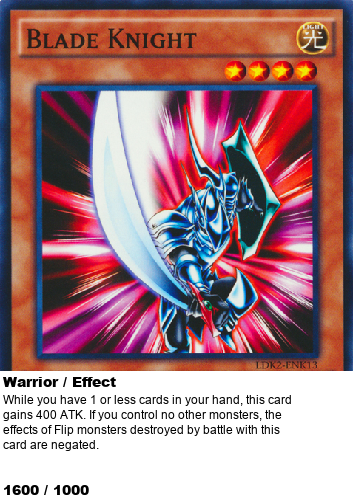 Blade Knight
LIGHT
光
LDK2-ENK13
Warrior / Effect
While you have 1 or less cards in your hand, this card
gains 400 ATK. If you control no other monsters, the
effects of Flip monsters destroyed by battle with this
card are negated.
1600 / 1000